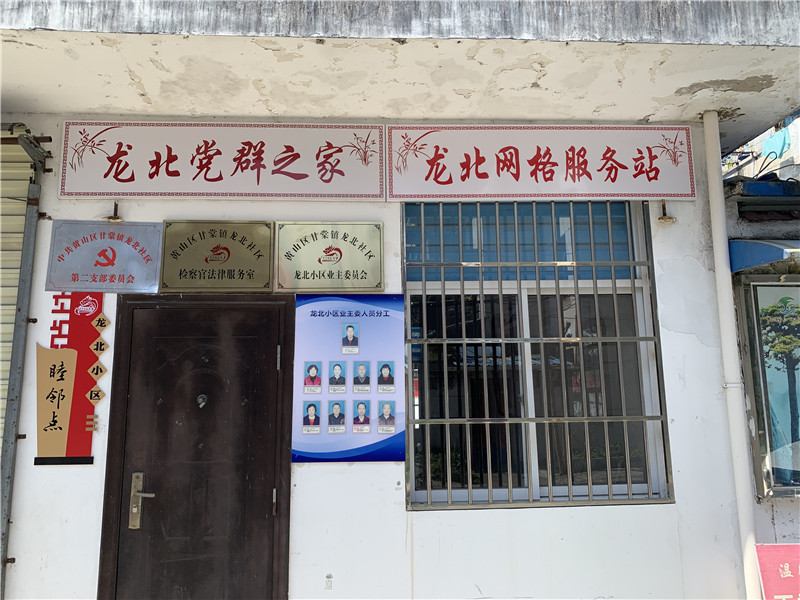 龙北党群之家
龙北网格服务站
中共黄山区甘棠镇龙北社区
第二支部委员会
黄山区甘棠镇龙北社区
检察官法律服务室
黄山区甘棠镇龙北社区
龙北小区业主委员会
龙北小区业主委人员分工
龙北小区
睦邻点
温